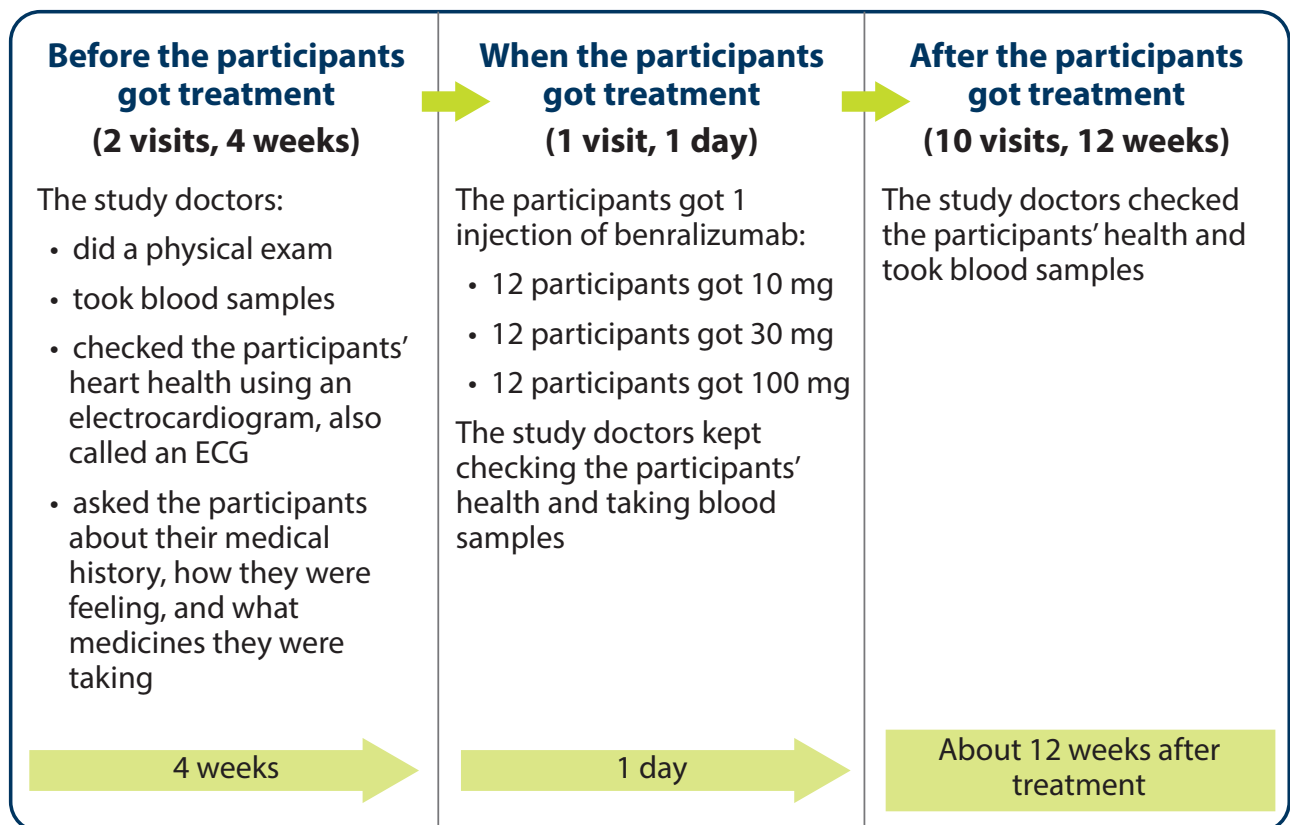 Before the participants
got treatment
(2 visits, 4 weeks)
The study doctors:
• did a physical exam
• took blood samples
• checked the participants’
heart health using an
electrocardiogram, also
called an ECG
• asked the participants
about their medical
history, how they were
feeling, and what
medicines they were
taking
4 weeks
When the participants
got treatment
(1 visit, 1 day)
The participants got 1
injection of benralizumab:
• 12 participants got 10 mg
• 12 participants got 30 mg
• 12 participants got 100 mg
The study doctors kept
checking the participants’
health and taking blood
samples
1 day
After the participants
got treatment
(10 visits, 12 weeks)
The study doctors checked
the participants’ health and
took blood samples
About 12 weeks after
treatment